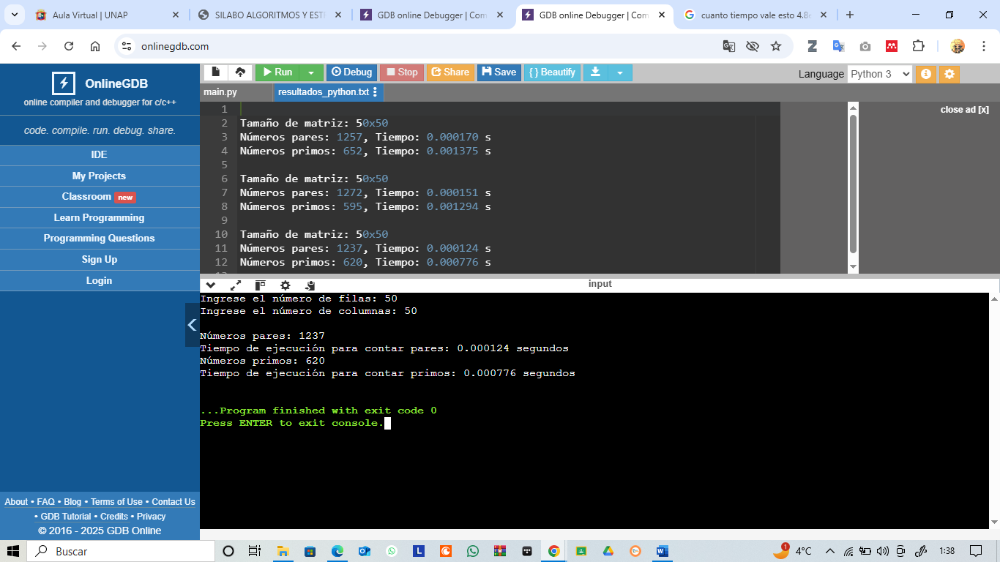 Aula Virtual | UNAP
SILABO ALGORITMOS Y EST
GDB online Debugger | Com
GDB online Debugger | Com
cuanto tiempo vale esto 4.8e
onlinegdb.com
OnlineGDB
online compiler and debugger for c/c++
code. compile. run. debug. share.
IDE
My Projects
Classroom new
Learn Programming
Programming Questions
Sign Up
Login
About • FAQ • Blog • Terms of Use • Contact Us
• GDB Tutorial • Credits • Privacy
© 2016 - 2025 GDB Online
Run Debug Stop Share Save { } Beautify
Language Python 3
main.py resultados_python.txt
close ad [x]
1
2 Tamaño de matriz: 50x50
3 Números pares: 1257, Tiempo: 0.000170 s
4 Números primos: 652, Tiempo: 0.001375 s
5
6 Tamaño de matriz: 50x50
7 Números pares: 1272, Tiempo: 0.000151 s
8 Números primos: 595, Tiempo: 0.001294 s
9
10 Tamaño de matriz: 50x50
11 Números pares: 1237, Tiempo: 0.000124 s
12 Números primos: 620, Tiempo: 0.000776 s
input
Ingrese el número de filas: 50
Ingrese el número de columnas: 50
Números pares: 1237
Tiempo de ejecución para contar pares: 0.000124 segundos
Números primos: 620
Tiempo de ejecución para contar primos: 0.000776 segundos
...Program finished with exit code 0
Press ENTER to exit console.
Buscar
1
4°C
1:38